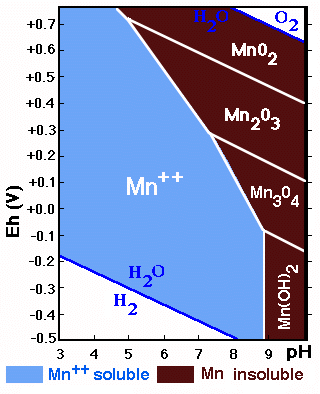 +0.7
+0.6
+0.5
+0.4
+0.3
+0.2
+0.1
+0.0
-0.1
-0.2
-0.3
-0.4
-0.5
Eh (V)
H₂O
O₂
MnO₂
Mn₂O₃
Mn₃O₄
Mn(OH)₂
Mn⁺⁺
H₂O
H₂
3 4 5 6 7 8 9 pH
Mn⁺⁺ soluble Mn insoluble